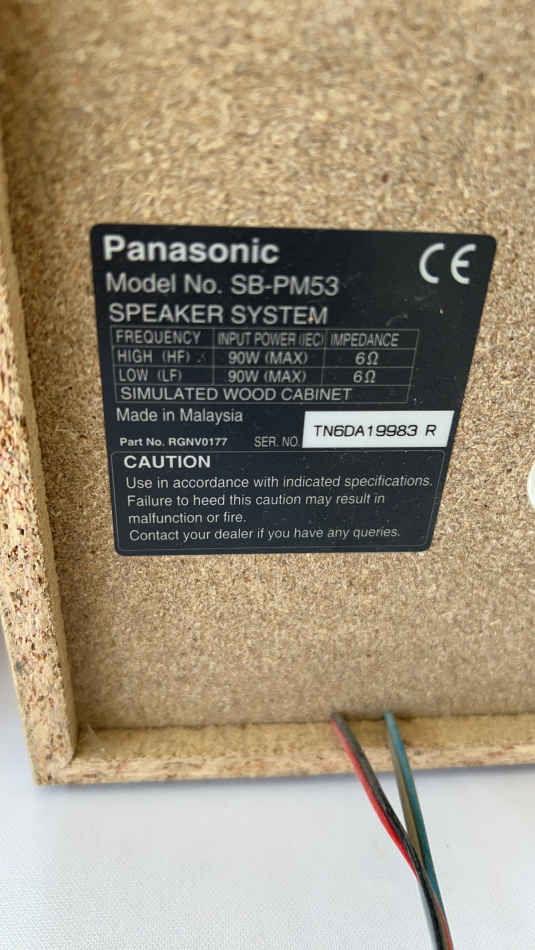 Panasonic
CE
Model No. SB-PM53
SPEAKER SYSTEM
FREQUENCY INPUT POWER (IEC) IMPEDANCE
HIGH (HF) 90W (MAX) 6Ω
LOW (LF) 90W (MAX) 6Ω
SIMULATED WOOD CABINET
Made in Malaysia
Part No. RGNV0177 SER. NO. TN6DA19983 R
CAUTION
Use in accordance with indicated specifications.
Failure to heed this caution may result in
malfunction or fire.
Contact your dealer if you have any queries.